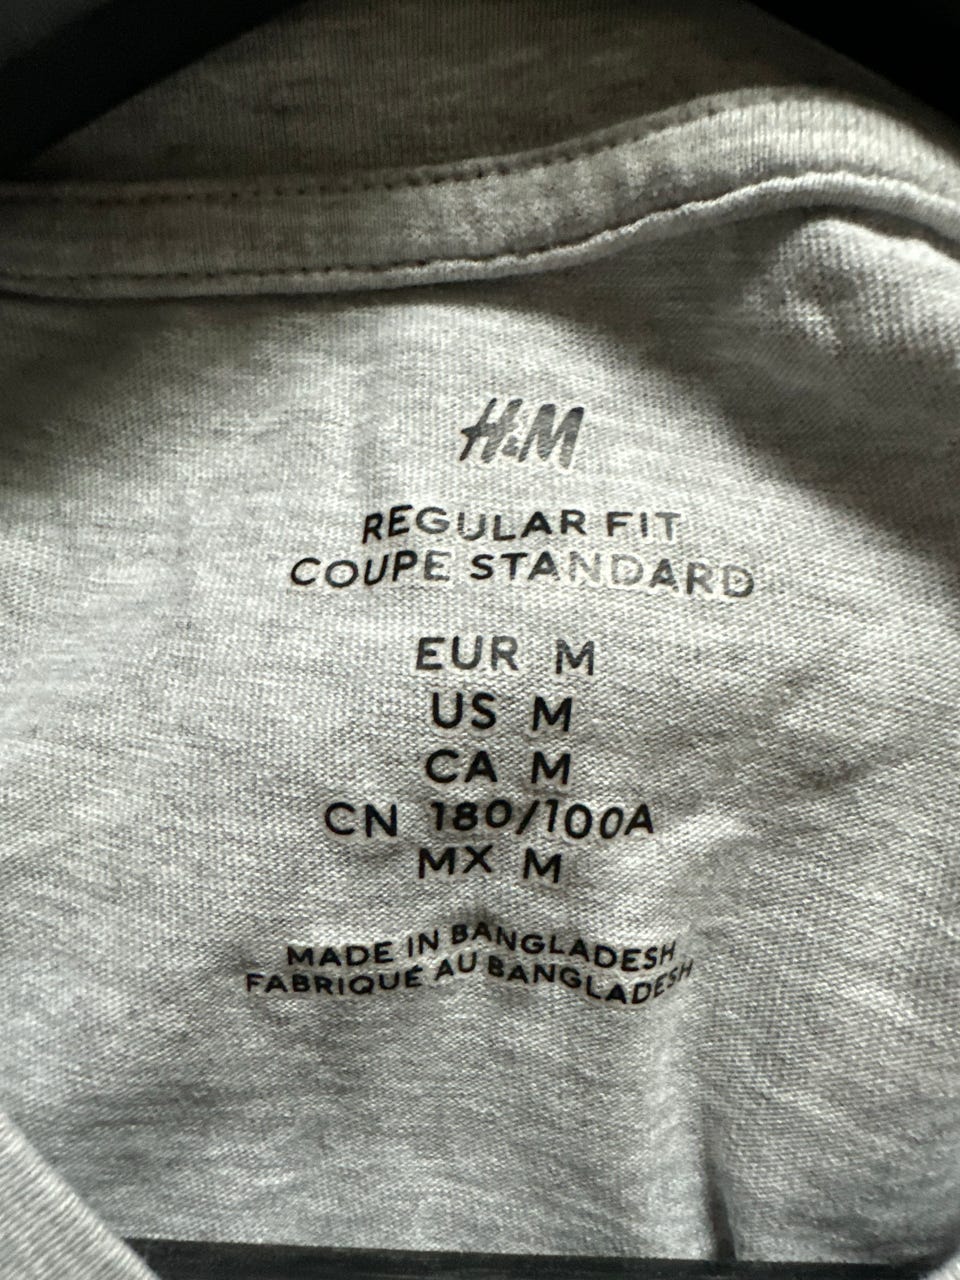 H&M
REGULAR FIT
COUPE STANDARD
EUR M
US M
CA M
CN 180/100A
MX M
MADE IN BANGLADESH
FABRIQUÉ AU BANGLADESH